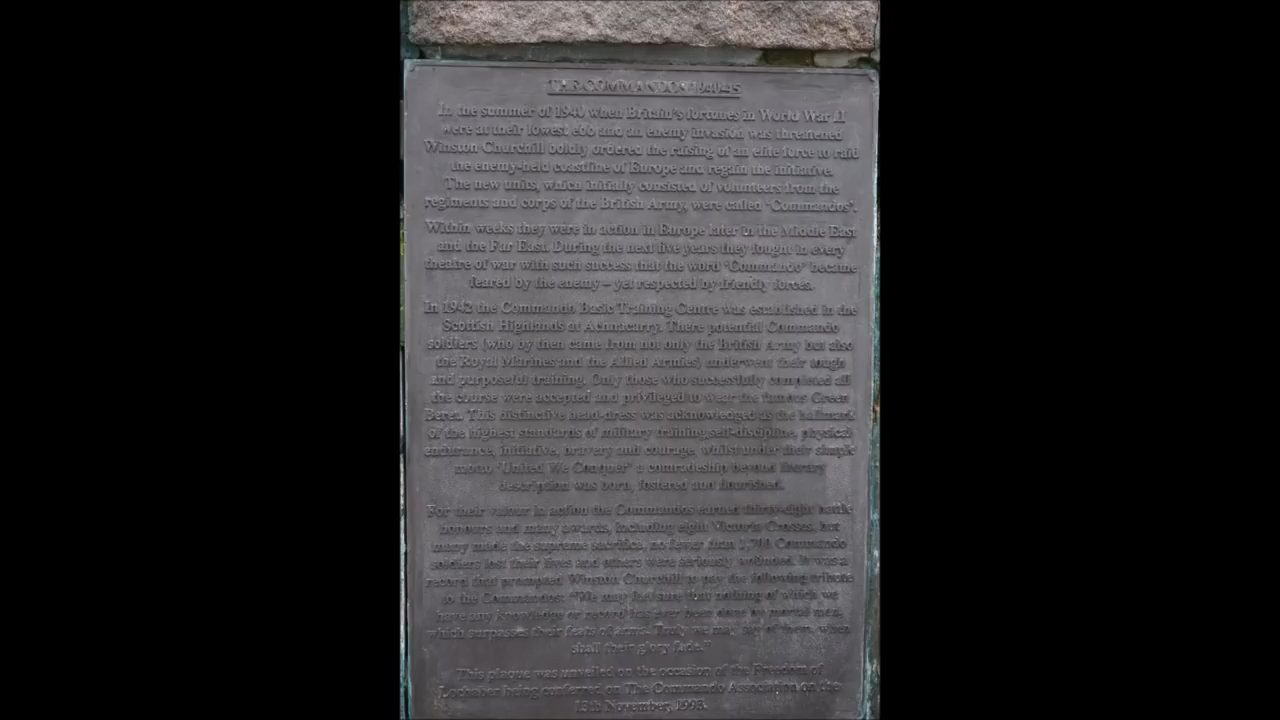 THE COMMANDOS 1940-45
In the summer of 1940 when Britain's fortunes in World War II
were at their lowest ebb and an enemy invasion was threatened
Winston Churchill boldly ordered the raising of an elite force to raid
the enemy-held coastline of Europe and regain the initiative.
The new units, which initially consisted of volunteers from the
regiments and corps of the British Army, were called 'Commandos'.
Within weeks they were in action in Europe later in the Middle East
and the Far East. During the next five years they fought in every
theatre of war with such success that the word 'Commando' became
feared by the enemy – yet respected by friendly forces.
In 1942 the Commando Basic Training Centre was established in the
Scottish Highlands at Achnacarry. There potential Commando
soldiers (who by then came from not only the British Army but also
the Royal Marines and the Allied Armies) underwent their tough
and purposeful training. Only those who successfully completed all
the course were accepted and privileged to wear the famous Green
Beret. This distinctive head-dress was acknowledged as the hallmark
of the highest standards of military training, self-discipline, physical
endurance, initiative, bravery and courage, whilst under their simple
motto 'United We Conquer' a comradeship beyond literary
description was born, fostered and flourished.
For their valour in action the Commandos earned thirty-eight battle
honours and many awards, including eight Victoria Crosses, but
many made the supreme sacrifice, no fewer than 1,700 Commando
soldiers lost their lives and others were seriously wounded. It was a
record that prompted Winston Churchill to pay the following tribute
to the Commandos: "We may feel sure that nothing of which we
have any knowledge or record has ever been done by mortal men,
which surpasses their feats of arms. Truly we may say of them, when
shall their glory fade."
This plaque was unveiled on the occasion of the Freedom of
Lochaber being conferred on The Commando Association on the
13th November, 1993.